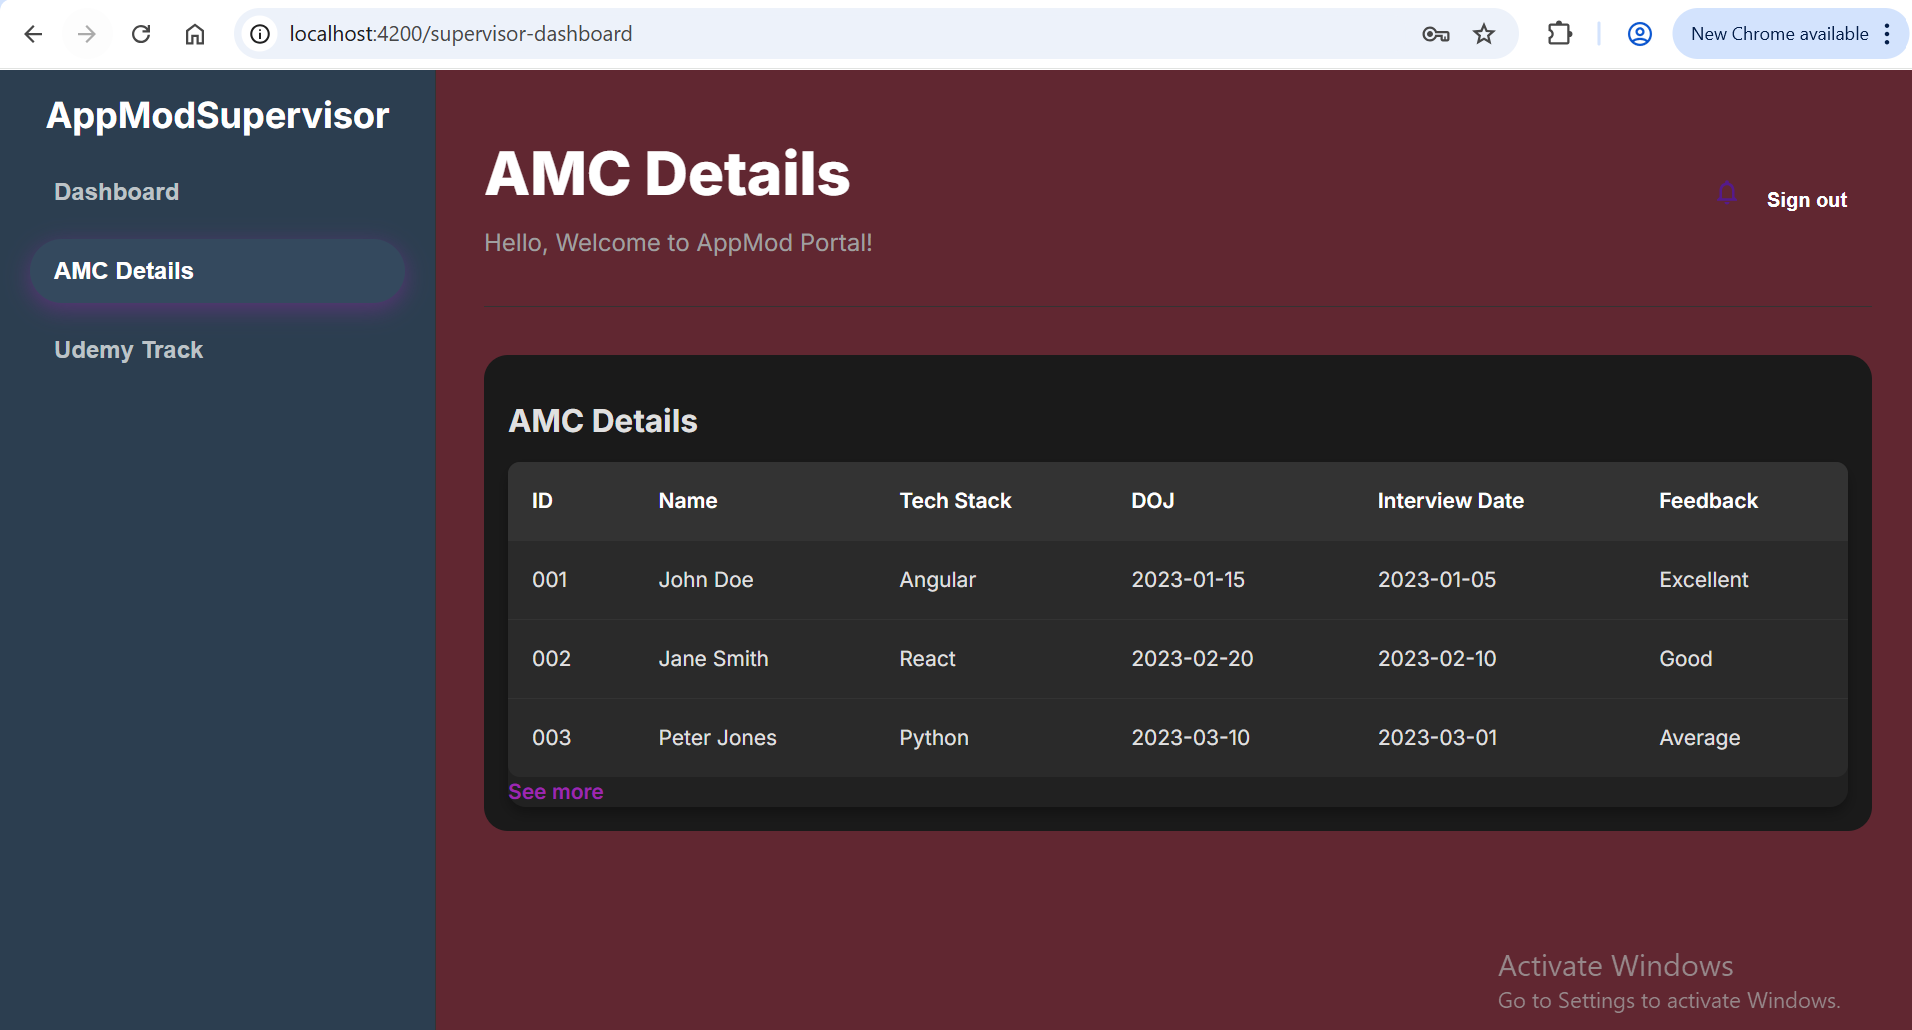 localhost:4200/supervisor-dashboard
New Chrome available
AppModSupervisor
Dashboard
AMC Details
Udemy Track
AMC Details
Hello, Welcome to AppMod Portal!
Sign out
AMC Details
ID Name Tech Stack DOJ Interview Date Feedback
001 John Doe Angular 2023-01-15 2023-01-05 Excellent
002 Jane Smith React 2023-02-20 2023-02-10 Good
003 Peter Jones Python 2023-03-10 2023-03-01 Average
See more
Activate Windows
Go to Settings to activate Windows.